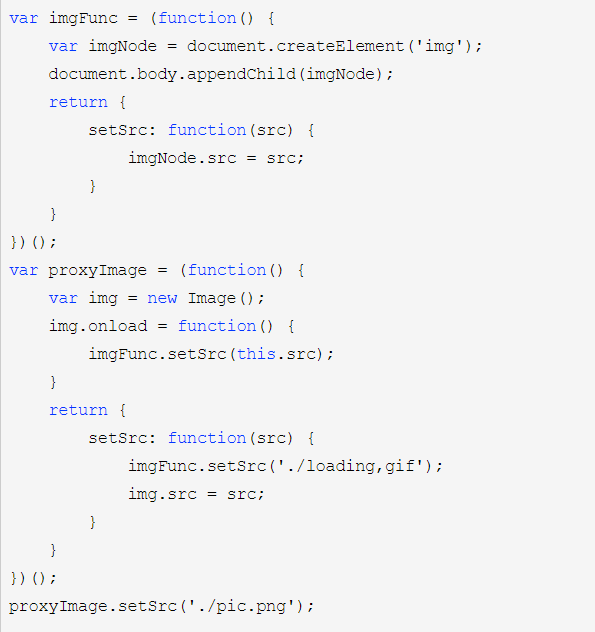 var imgFunc = (function() {
    var imgNode = document.createElement('img');
    document.body.appendChild(imgNode);
    return {
        setSrc: function(src) {
            imgNode.src = src;
        }
    }
})();
var proxyImage = (function() {
    var img = new Image();
    img.onload = function() {
        imgFunc.setSrc(this.src);
    }
    return {
        setSrc: function(src) {
            imgFunc.setSrc('./loading,gif');
            img.src = src;
        }
    }
})();
proxyImage.setSrc('./pic.png');